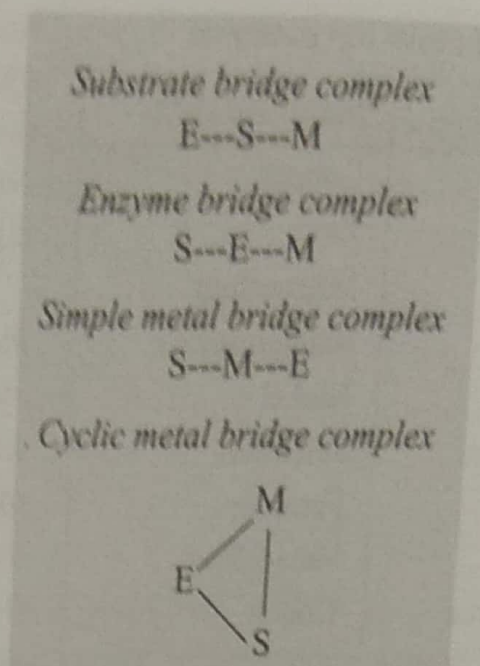 Substrate bridge complex
E---S---M
Enzyme bridge complex
S---E---M
Simple metal bridge complex
S---M---E
Cyclic metal bridge complex
M
E
S